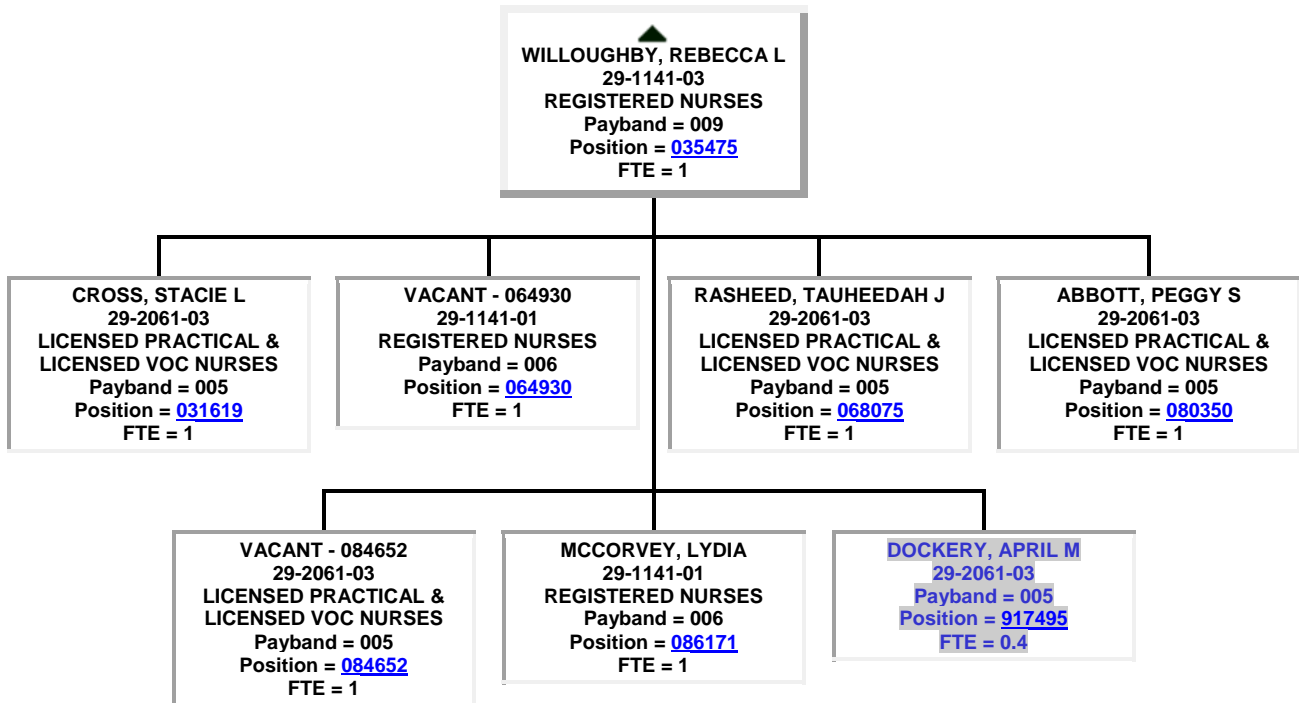 WILLOUGHBY, REBECCA L
29-1141-03
REGISTERED NURSES
Payband = 009
Position = 035475
FTE = 1
CROSS, STACIE L
29-2061-03
LICENSED PRACTICAL &
LICENSED VOC NURSES
Payband = 005
Position = 031619
FTE = 1
VACANT - 064930
29-1141-01
REGISTERED NURSES
Payband = 006
Position = 064930
FTE = 1
RASHEED, TAUHEEDAH J
29-2061-03
LICENSED PRACTICAL &
LICENSED VOC NURSES
Payband = 005
Position = 068075
FTE = 1
ABBOTT, PEGGY S
29-2061-03
LICENSED PRACTICAL &
LICENSED VOC NURSES
Payband = 005
Position = 080350
FTE = 1
VACANT - 084652
29-2061-03
LICENSED PRACTICAL &
LICENSED VOC NURSES
Payband = 005
Position = 084652
FTE = 1
MCCORVEY, LYDIA
29-1141-01
REGISTERED NURSES
Payband = 006
Position = 086171
FTE = 1
DOCKERY, APRIL M
29-2061-03
Payband = 005
Position = 917495
FTE = 0.4